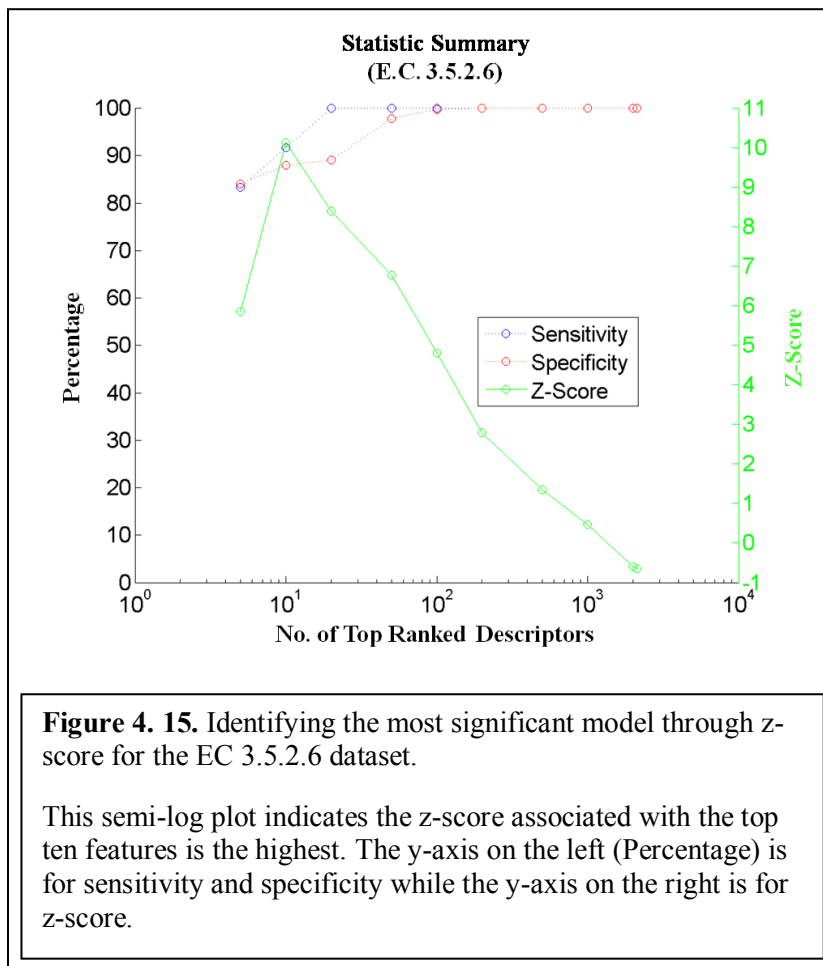 Statistic Summary
(E.C. 3.5.2.6)
100
90
80
70
60
50
40
30
20
10
0
Percentage
11
10
9
8
7
6
5
4
3
2
1
0
-1
Z-Score
Sensitivity
Specificity
Z-Score
10^0
10^1
10^2
10^3
10^4
No. of Top Ranked Descriptors
Figure 4. 15. Identifying the most significant model through z-
score for the EC 3.5.2.6 dataset.
This semi-log plot indicates the z-score associated with the top
ten features is the highest. The y-axis on the left (Percentage) is
for sensitivity and specificity while the y-axis on the right is for
z-score.